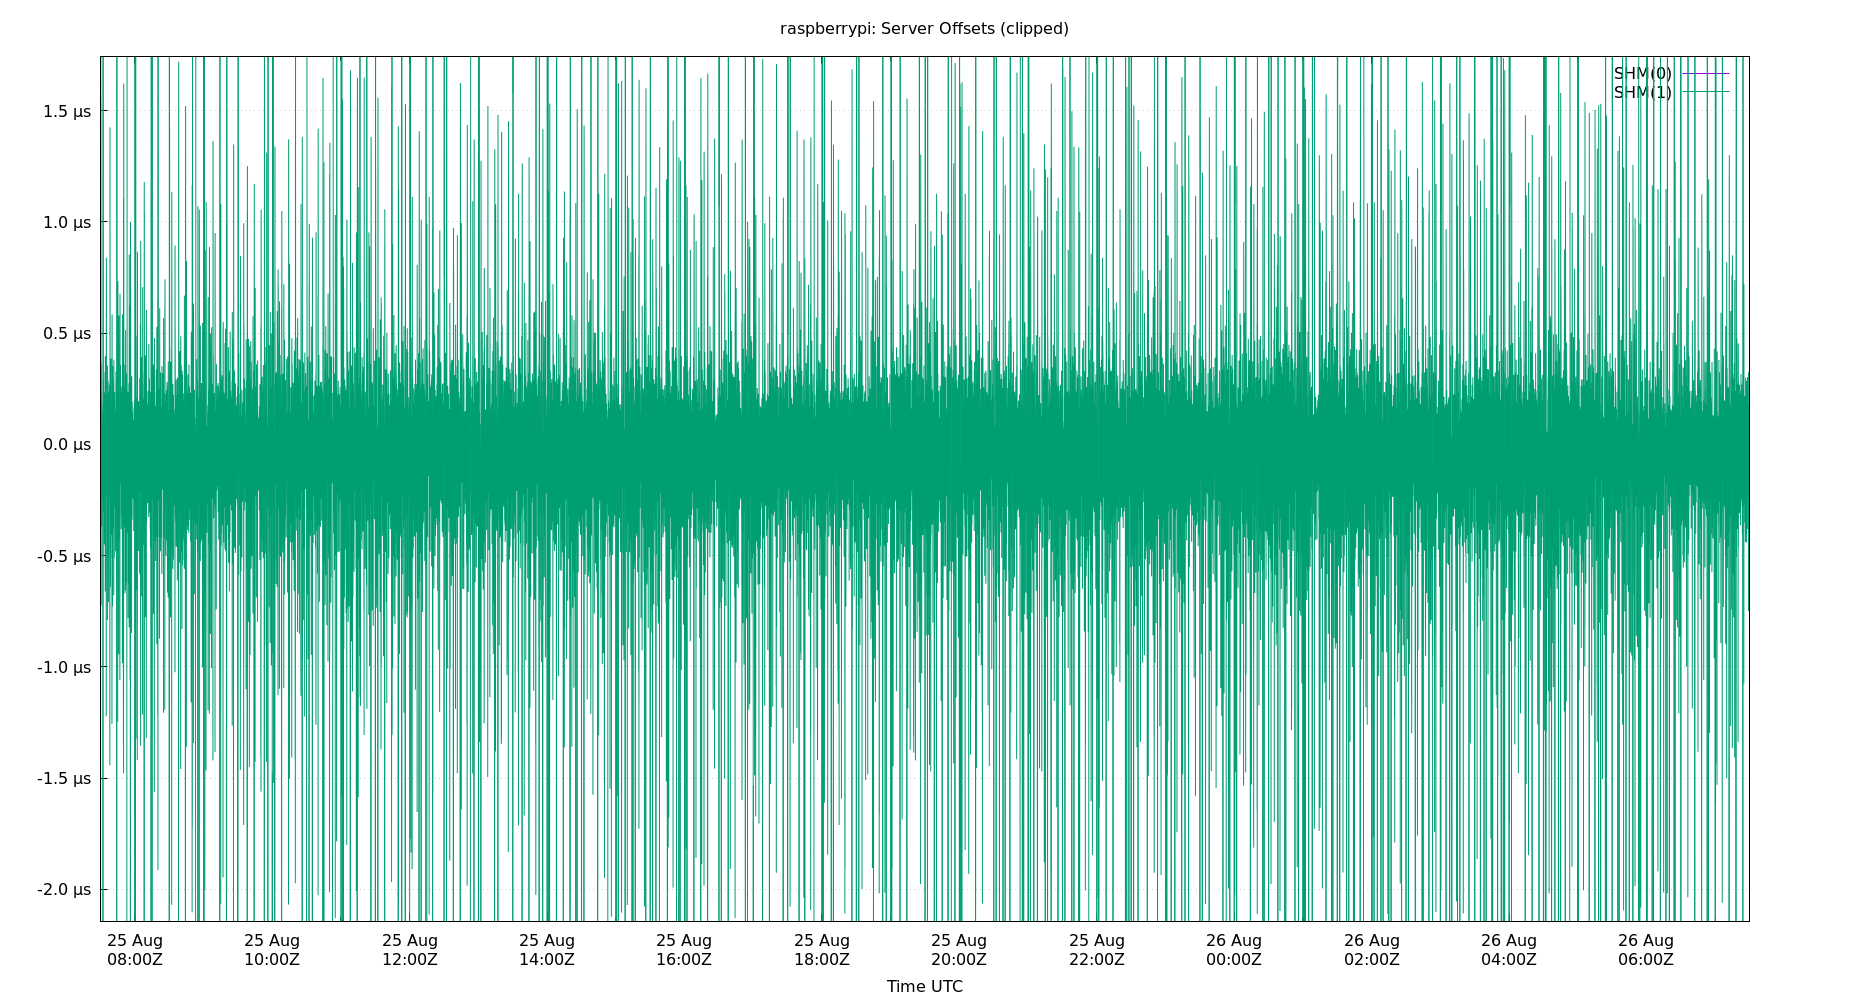 raspberrypi: Server Offsets (clipped)
SHM(0)
SHM(1)
1.5 µs
1.0 µs
0.5 µs
0.0 µs
-0.5 µs
-1.0 µs
-1.5 µs
-2.0 µs
25 Aug 25 Aug 25 Aug 25 Aug 25 Aug 25 Aug 25 Aug 25 Aug 26 Aug 26 Aug 26 Aug 26 Aug
08:00Z 10:00Z 12:00Z 14:00Z 16:00Z 18:00Z 20:00Z 22:00Z 00:00Z 02:00Z 04:00Z 06:00Z
Time UTC